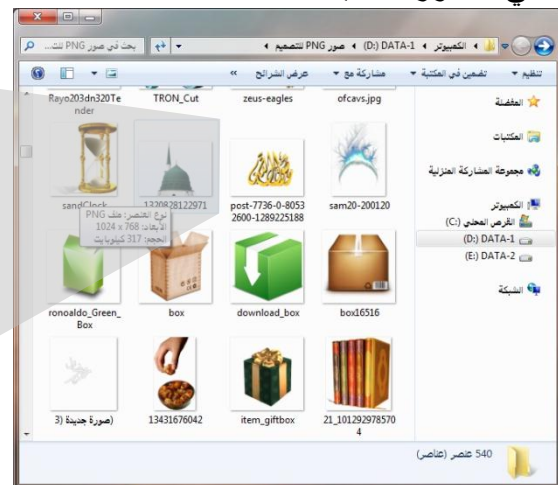 الكمبيوتر ‹ DATA-1 (D:) ‹ صور PNG للتصميم
بحث في صور PNG للت...
تنظيم
تضمين في المكتبة
مشاركة مع
عرض الشرائح
»
المفضلة
المكتبات
مجموعة المشاركة المنزلية
الكمبيوتر
القرص المحلي (C:)
DATA-1 (D:)
DATA-2 (E:)
الشبكة
ofcavs.jpg
zeus-eagles
TRON_Cut
Rayo203dn320Te
nder
sam20-200120
post-7736-0-8053
2600-1289225188
1320828122971
sandClock
نوع العنصر: ملف PNG
الأبعاد: 768 x 1024
الحجم: 317 كيلوبايت
box16516
download_box
box
ronoaldo_Green_
Box
21_101292978570
4
item_giftbox
13431676042
(صورة جديدة (3
540 عنصر (عناصر)